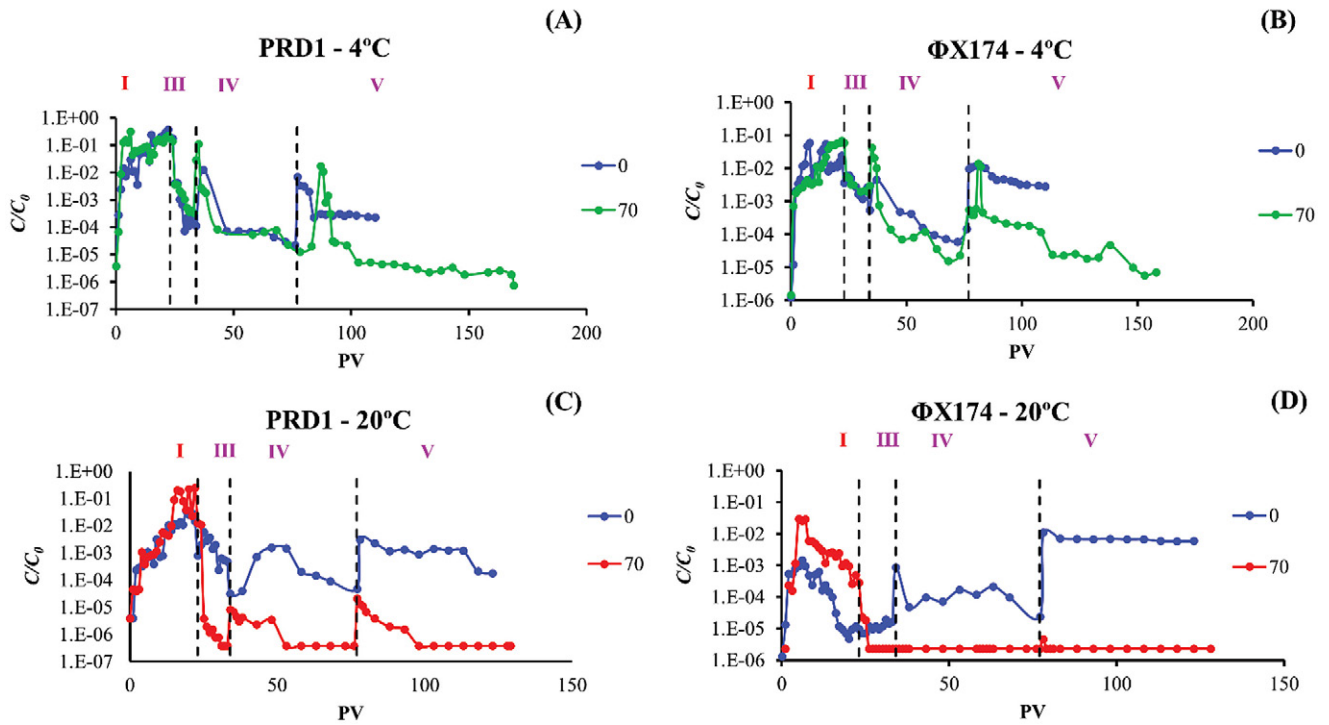 (A)
PRD1 - 4ºC
I III IV V
1.E+00
1.E-01
1.E-02
1.E-03
1.E-04
1.E-05
1.E-06
1.E-07
C/C0
0 50 100 150 200
PV
0
70
(B)
ΦX174 - 4ºC
I III IV V
1.E+00
1.E-01
1.E-02
1.E-03
1.E-04
1.E-05
1.E-06
C/C0
0 50 100 150 200
PV
0
70
(C)
PRD1 - 20ºC
I III IV V
1.E+00
1.E-01
1.E-02
1.E-03
1.E-04
1.E-05
1.E-06
1.E-07
C/C0
0 50 100 150
PV
0
70
(D)
ΦX174 - 20ºC
I III IV V
1.E+00
1.E-01
1.E-02
1.E-03
1.E-04
1.E-05
1.E-06
C/C0
0 50 100 150
PV
0
70